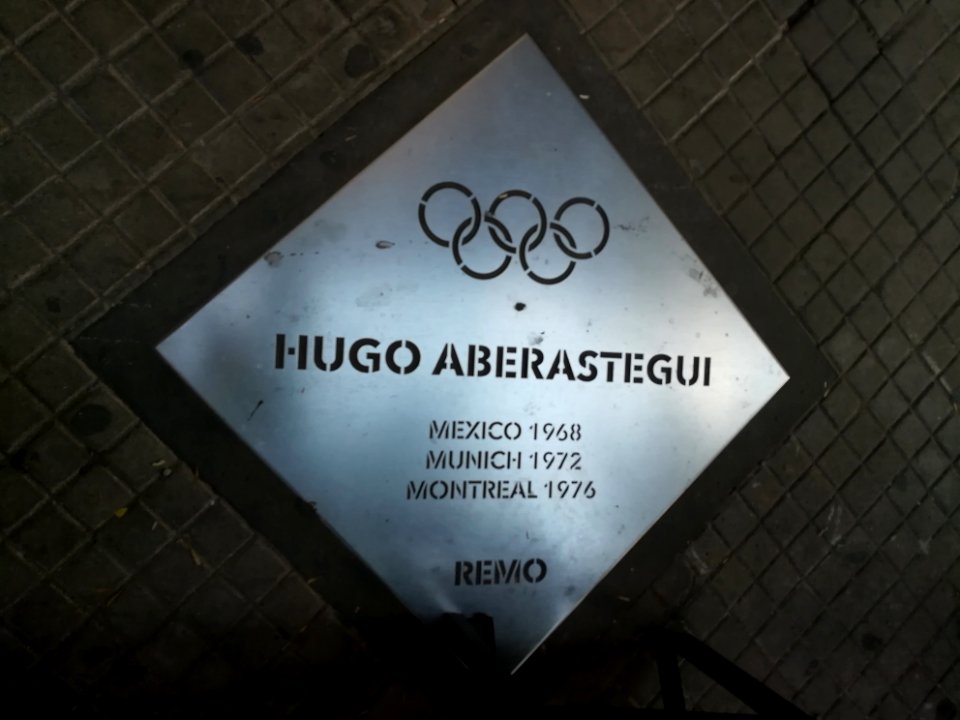 HUGO ABERASTEGUI
MEXICO 1968
MUNICH 1972
MONTREAL 1976
REMO